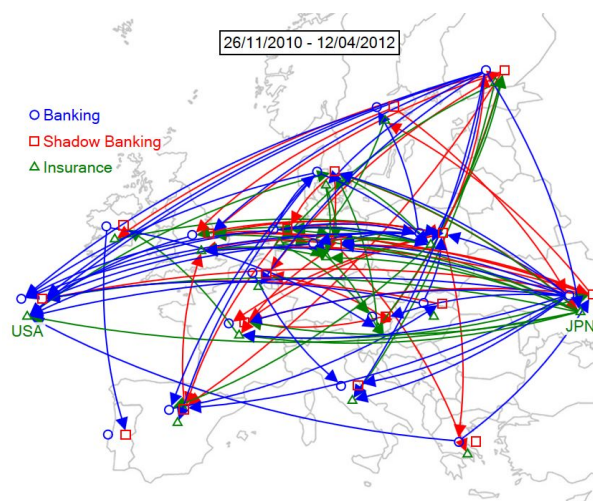 26/11/2010 - 12/04/2012
Banking
Shadow Banking
Insurance
USA
JPN